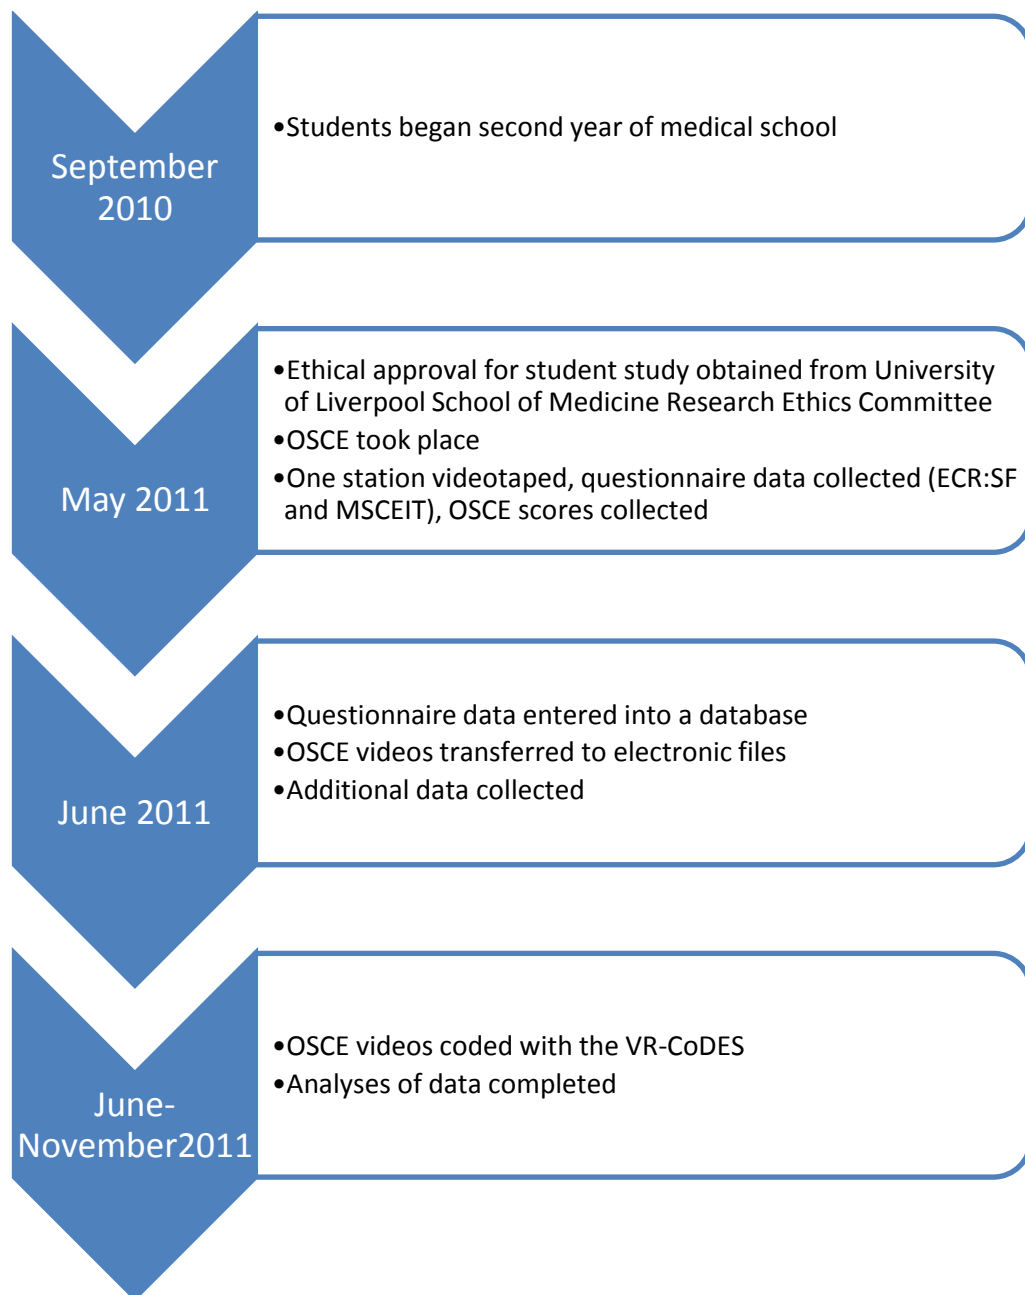 September
2010
•Students began second year of medical school
May 2011
•Ethical approval for student study obtained from University
of Liverpool School of Medicine Research Ethics Committee
•OSCE took place
•One station videotaped, questionnaire data collected (ECR:SF
and MSCEIT), OSCE scores collected
June 2011
•Questionnaire data entered into a database
•OSCE videos transferred to electronic files
•Additional data collected
June-
November2011
•OSCE videos coded with the VR-CoDES
•Analyses of data completed